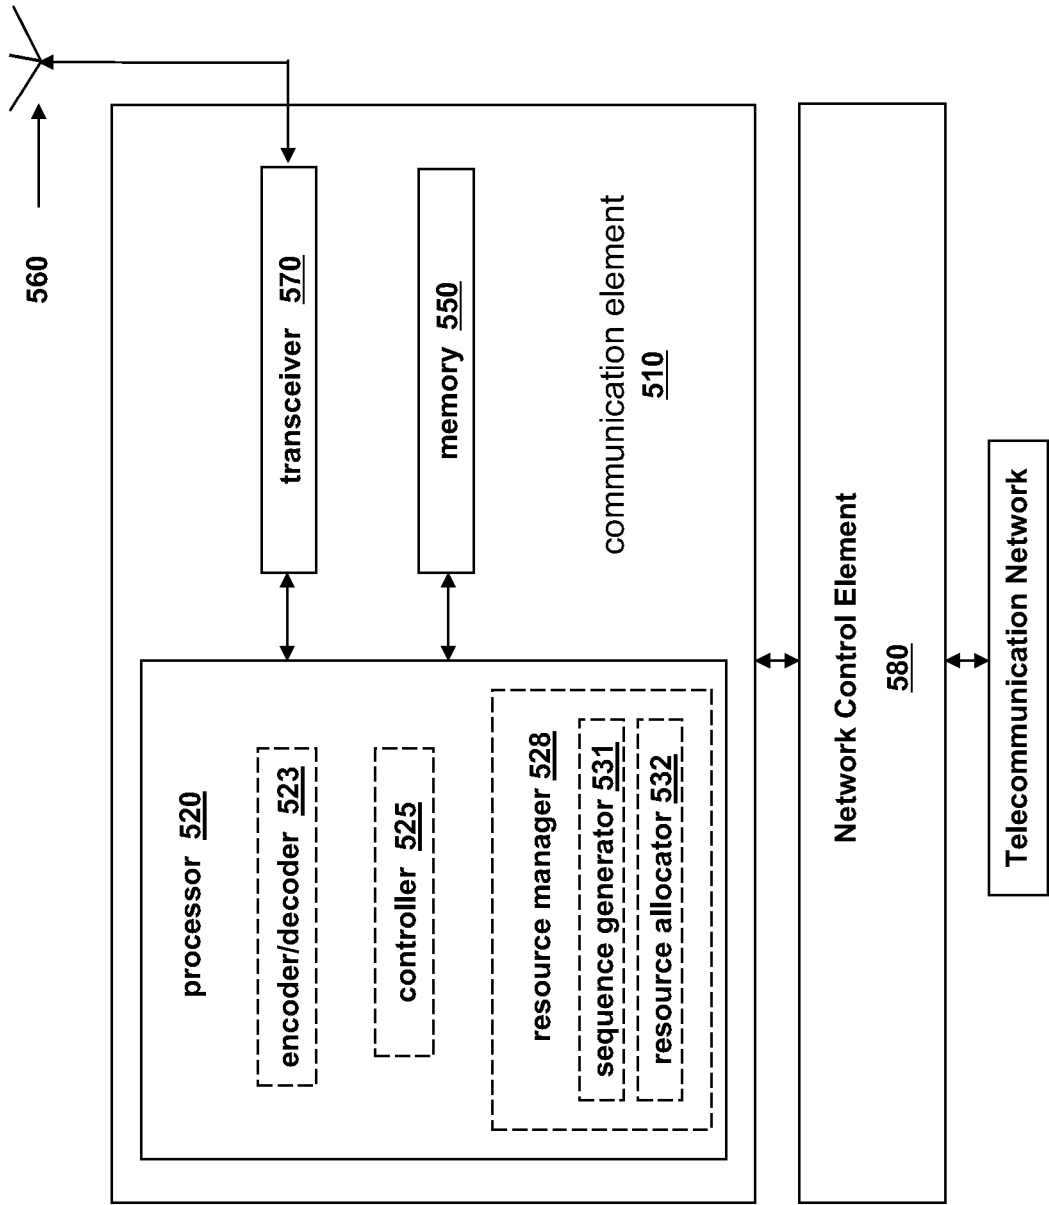 560
processor 520
encoder/decoder 523
transceiver 570
controller 525
memory 550
resource manager 528
sequence generator 531
resource allocator 532
communication element
510
Network Control Element
580
Telecommunication Network